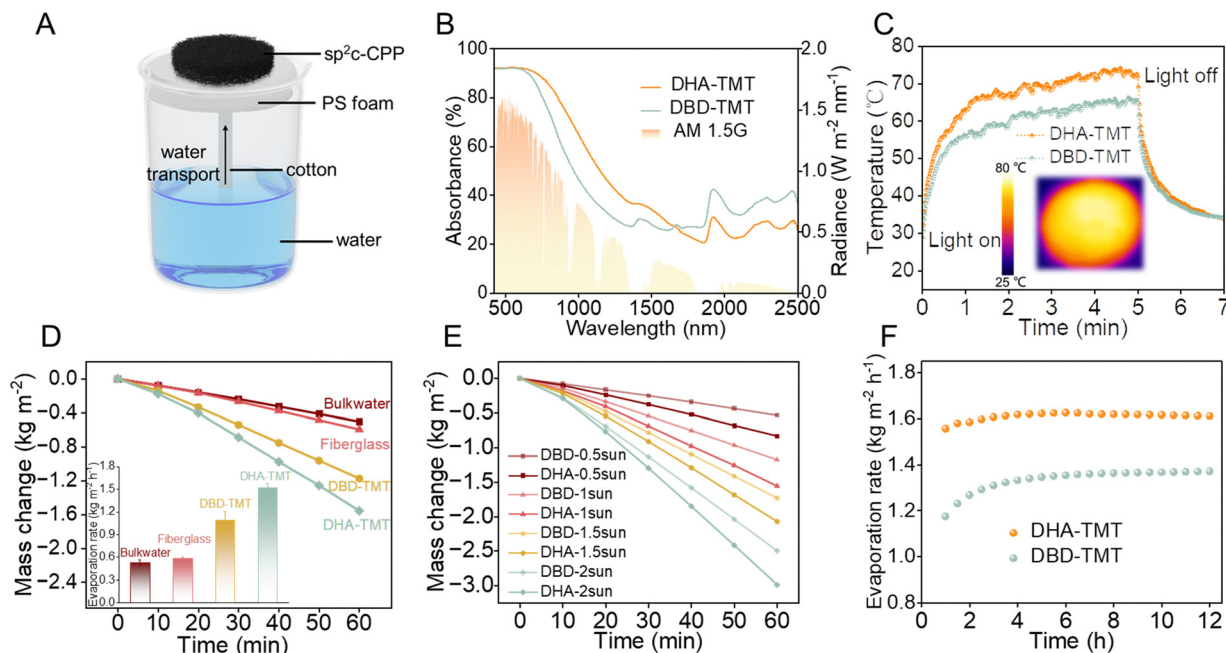 A
sp²c-CPP
PS foam
water
transport
cotton
water
B
100
80
60
40
20
0
Absorbance (%)
DHA-TMT
DBD-TMT
AM 1.5G
2.0
1.5
1.0
0.5
0.0
Radiance (W m⁻² nm⁻¹)
500 1000 1500 2000 2500
Wavelength (nm)
C
80
70
60
50
40
30
Temperature (℃)
Light off
DHA-TMT
DBD-TMT
80 ℃
25 ℃
Light on
0 1 2 3 4 5 6 7
Time (min)
D
0.0
−0.4
−0.8
−1.2
−1.6
−2.0
−2.4
Mass change (kg m⁻²)
Bulkwater
Fiberglass
DBD-TMT
DHA-TMT
Evaporation rate (kg m⁻² h⁻¹)
1.8
1.5
1.2
0.9
0.6
0.3
0.0
Bulkwater
Fiberglass
DBD-TMT
DHA-TMT
0 10 20 30 40 50 60
Time (min)
E
0.0
−0.5
−1.0
−1.5
−2.0
−2.5
−3.0
Mass change (kg m⁻²)
DBD-0.5sun
DHA-0.5sun
DBD-1sun
DHA-1sun
DBD-1.5sun
DHA-1.5sun
DBD-2sun
DHA-2sun
0 10 20 30 40 50 60
Time (min)
F
1.8
1.6
1.4
1.2
1.0
0.8
Evaporation rate (kg m⁻² h⁻¹)
DHA-TMT
DBD-TMT
0 2 4 6 8 10 12
Time (h)